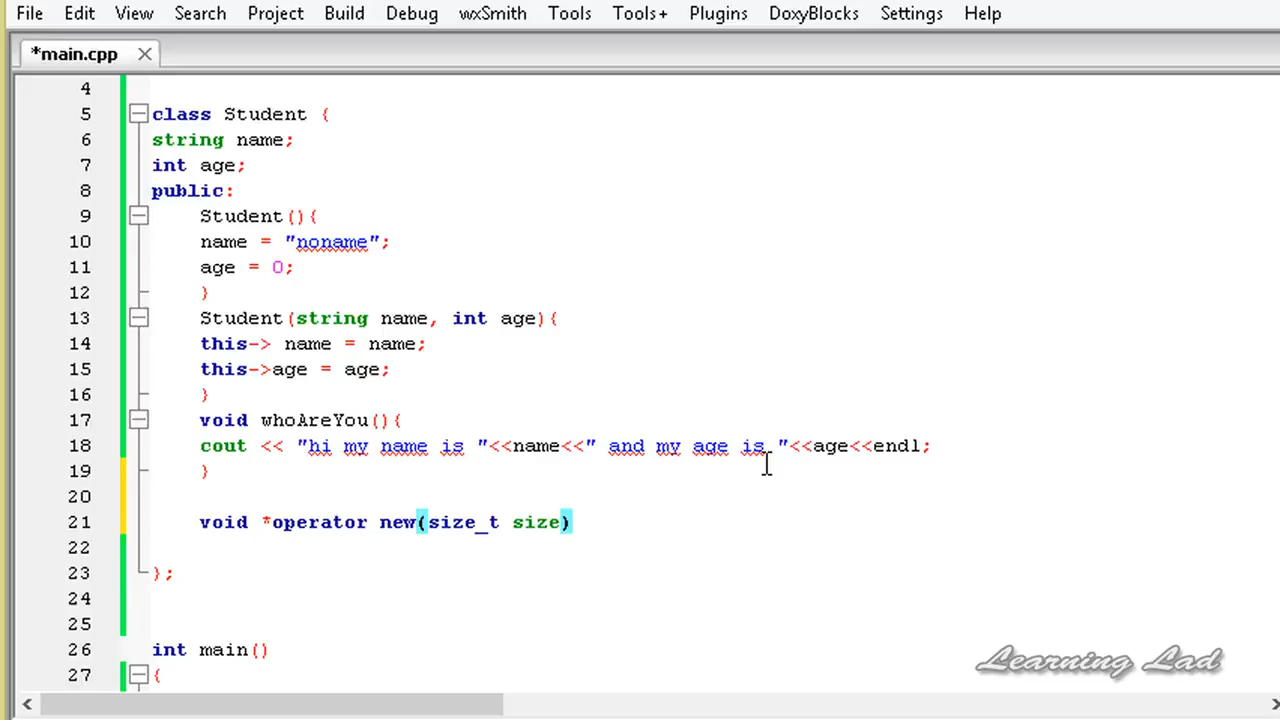 File Edit View Search Project Build Debug wxSmith Tools Tools+ Plugins DoxyBlocks Settings Help
*main.cpp
4
5 class Student {
6 string name;
7 int age;
8 public:
9 Student(){
10 name = "noname";
11 age = 0;
12 }
13 Student(string name, int age){
14 this-> name = name;
15 this->age = age;
16 }
17 void whoAreYou(){
18 cout << "hi my name is "<<name<<" and my age is "<<age<<endl;
19 }
20
21 void *operator new(size_t size)
22
23 };
24
25
26 int main()
27 {
Learning Lad